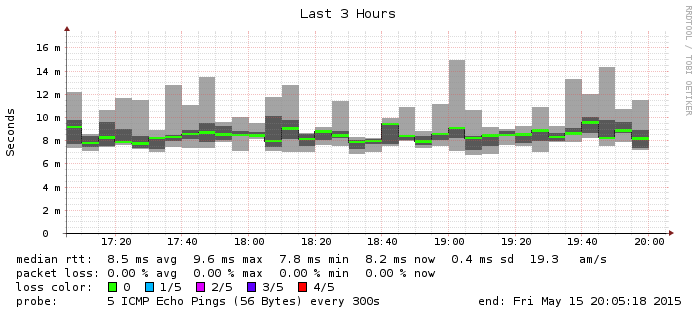 Last 3 Hours
RRDTOOL / TOBI OETIKER
Seconds
16 m
14 m
12 m
10 m
8 m
6 m
4 m
2 m
0
17:20 17:40 18:00 18:20 18:40 19:00 19:20 19:40 20:00
median rtt: 8.5 ms avg 9.6 ms max 7.8 ms min 8.2 ms now 0.4 ms sd 19.3 am/s
packet loss: 0.00 % avg 0.00 % max 0.00 % min 0.00 % now
loss color: 0 1/5 2/5 3/5 4/5
probe: 5 ICMP Echo Pings (56 Bytes) every 300s end: Fri May 15 20:05:18 2015